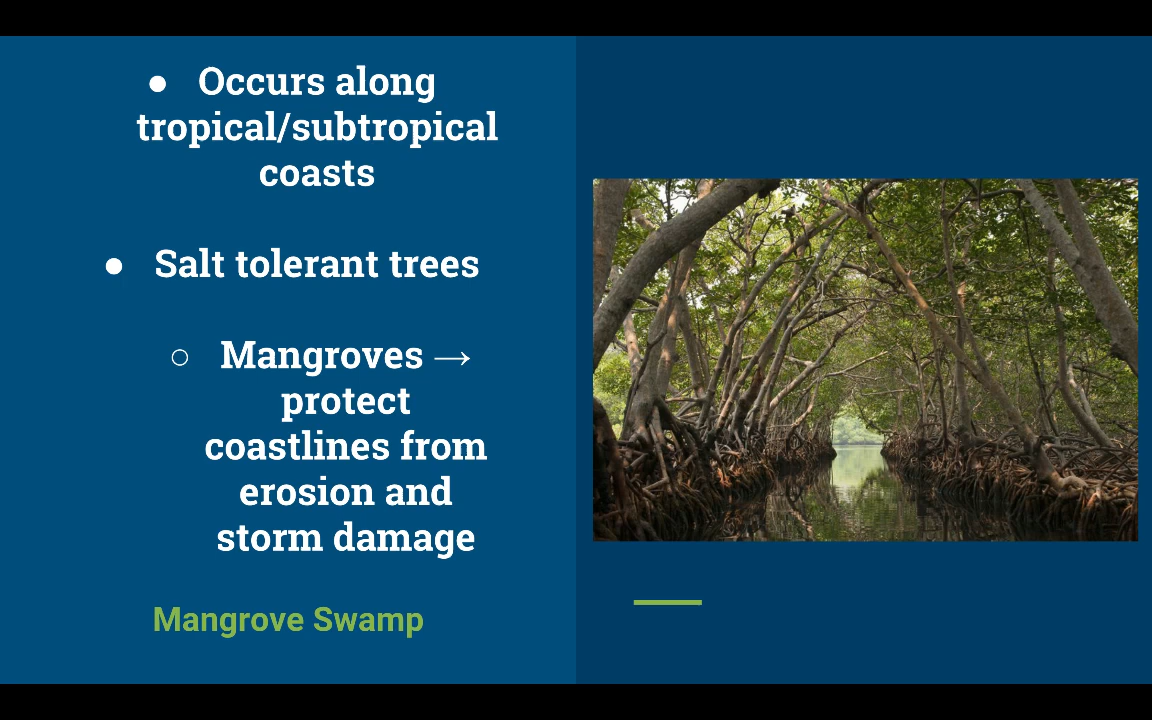 ● Occurs along
tropical/subtropical
coasts
● Salt tolerant trees
○ Mangroves →
protect
coastlines from
erosion and
storm damage
Mangrove Swamp